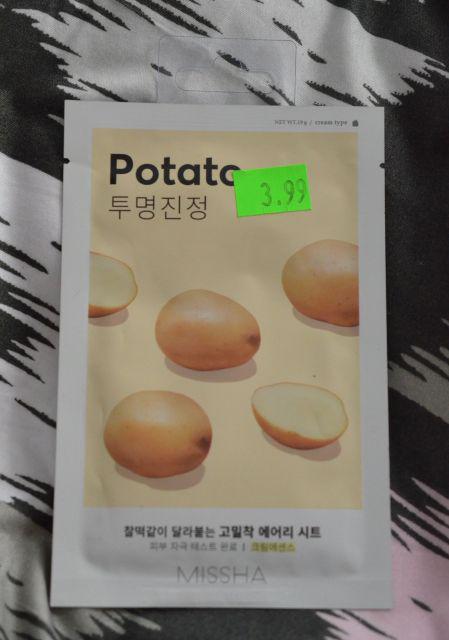 NET WT.19g / cream type
Potato
3.99
투명진정
찰떡같이 달라붙는 고밀착 에어리 시트
피부 자극 테스트 완료 | 크림에센스
MISSHA